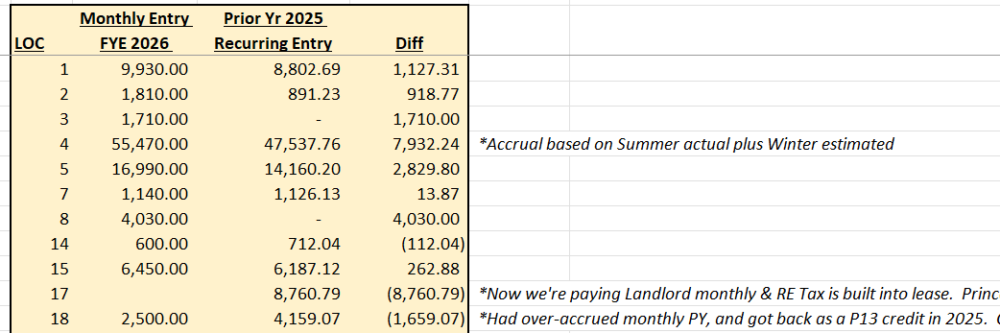 Monthly Entry Prior Yr 2025
LOC FYE 2026 Recurring Entry Diff
1 9,930.00 8,802.69 1,127.31
2 1,810.00 891.23 918.77
3 1,710.00 - 1,710.00
4 55,470.00 47,537.76 7,932.24 *Accrual based on Summer actual plus Winter estimated
5 16,990.00 14,160.20 2,829.80
7 1,140.00 1,126.13 13.87
8 4,030.00 - 4,030.00
14 600.00 712.04 (112.04)
15 6,450.00 6,187.12 262.88
17 8,760.79 (8,760.79) *Now we're paying Landlord monthly & RE Tax is built into lease. Princ
18 2,500.00 4,159.07 (1,659.07) *Had over-accrued monthly PY, and got back as a P13 credit in 2025.